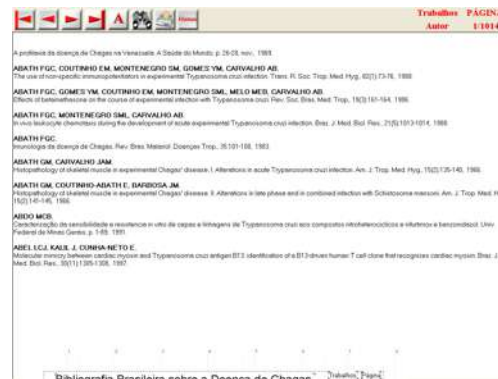 Trabalhos PÁGINA
Autor 1/1014
A profilaxia da doença de Chagas na Venezuela. A Saúde do Mundo, p. 28-29, nov., 1989.
ABATH FGC, COUTINHO EM, MONTENEGRO SM, GOMES YM, CARVALHO AB.
The use of non-specific immunopotentiators in experimental Trypanosoma cruzi infection. Trans. R. Soc. Trop. Med. Hyg., 82(1):73-76, 1988.
ABATH FGC, GOMES YM, COUTINHO EM, MONTENEGRO SML, MELO MEB, CARVALHO AB.
Effects of betamethasone on the course of experimental infection with Trypanosoma cruzi. Rev. Soc. Bras. Med. Trop., 19(3):161-164, 1986.
ABATH FGC, MONTENEGRO SML, CARVALHO AB.
In vivo leukocyte chemotaxis during the development of acute experimental Trypanosoma cruzi infection. Braz. J. Med. Biol. Res., 21(5):1013-1014, 1988.
ABATH FGC.
Imunologia da doença de Chagas. Rev. Bras. Malariol. Doenças Trop., 35:101-108, 1983.
ABATH GM, CARVALHO JAM.
Histopathology of skeletal muscle in experimental Chagas' disease. I. Alterations in acute Trypanosoma cruzi infection. Am. J. Trop. Med. Hyg., 15(2):135-140, 1966.
ABATH GM, COUTINHO-ABATH E, BARBOSA JM.
Histopathology of skeletal muscle in experimental Chagas' disease. II. Alterations in late phase and in combined infection with Schistosoma mansoni. Am. J. Trop. Med. H
15(2):141-145, 1966.
ABDO MCB.
Caracterização da sensibilidade e resistência in vitro de cepas e linhagens de Trypanosoma cruzi aos compostos nitroheterocíclicos e nifurtimox e benzonidazol. Univ
Federal de Minas Gerais, p. 1-89, 1991.
ABEL LCJ, KALIL J, CUNHA-NETO E.
Molecular mimicry between cardiac myosin and Trypanosoma cruzi antigen B13: identification of a B13-driven human T cell clone that recognizes cardiac myosin. Braz. J.
Med. Biol. Res., 30(11):1305-1308, 1997.
Bibliografia Brasileira sobre a Doença de Chagas Trabalhos Página